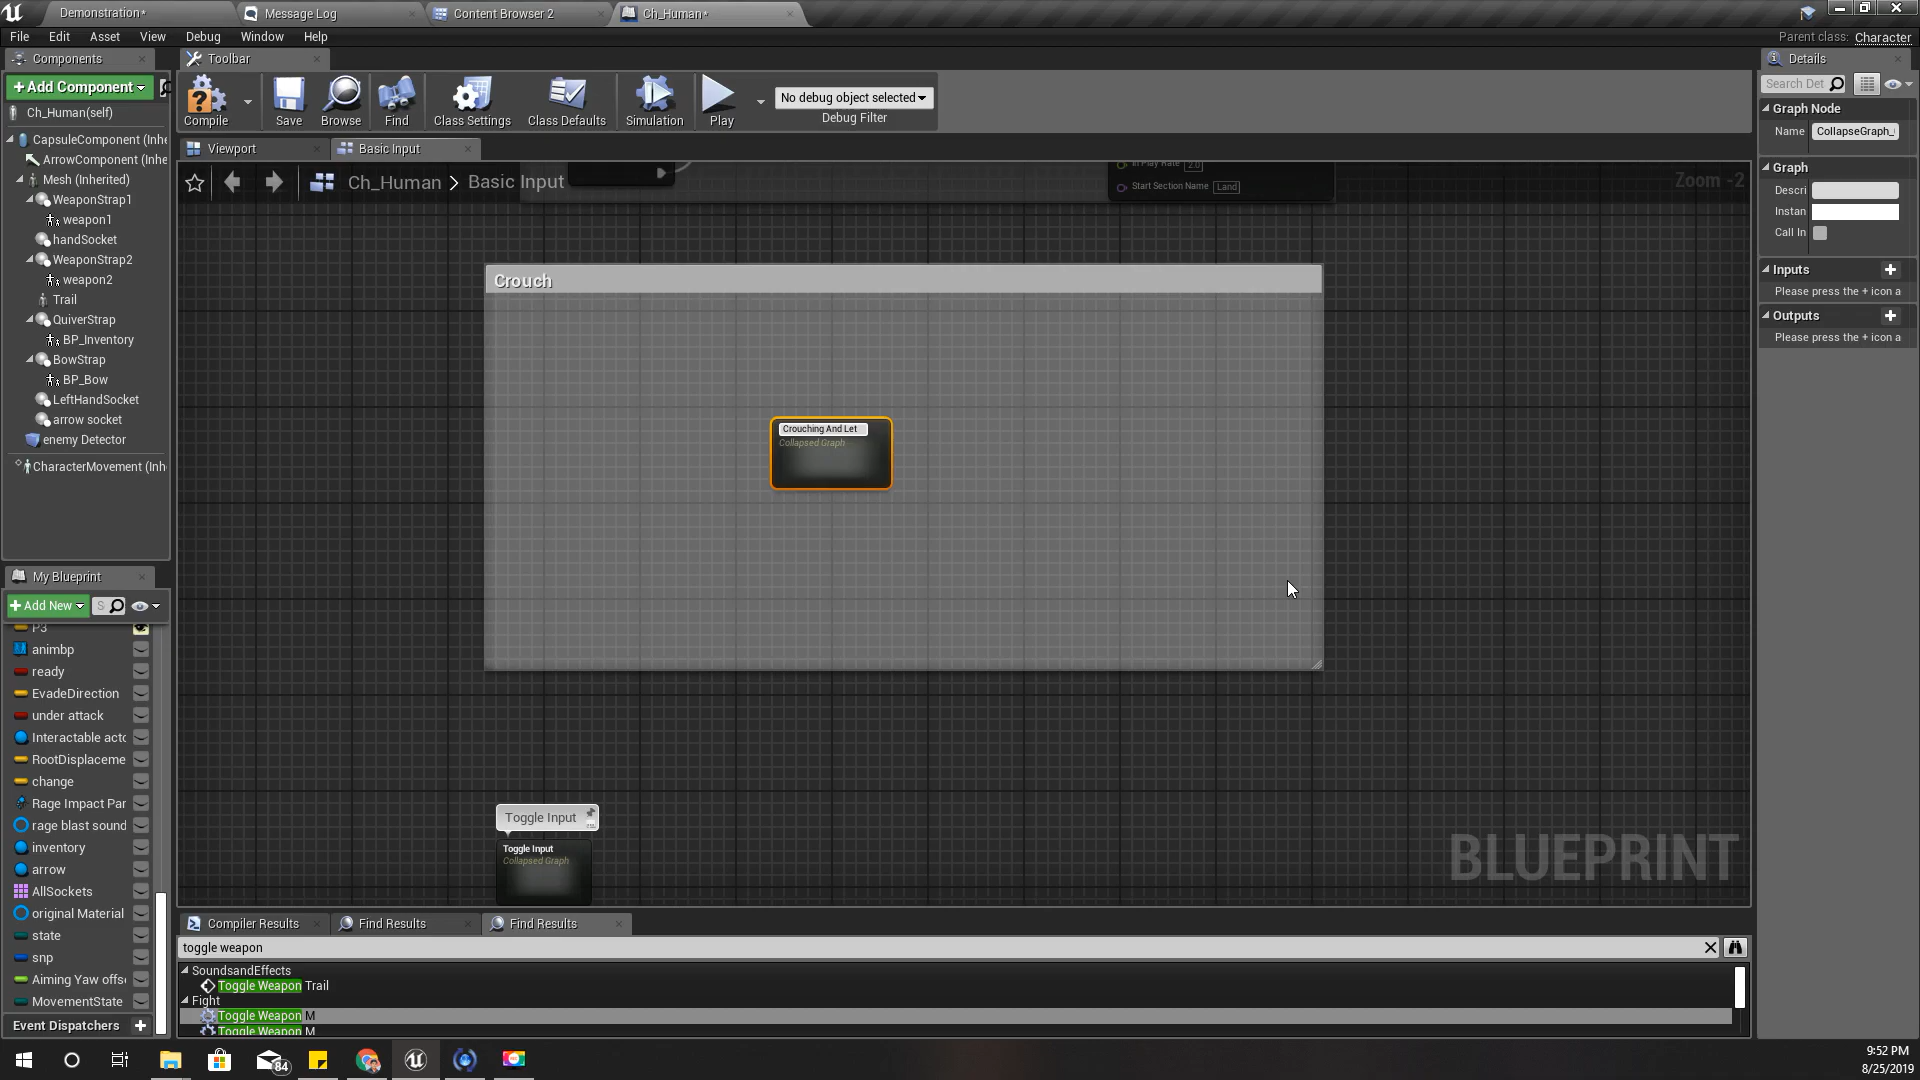 Demonstration*
Message Log
Content Browser 2
Ch_Human*
File
Edit
Asset
View
Debug
Window
Help
Parent class: Character
Components
Toolbar
Details
+Add Component
Compile
Save
Browse
Find
Class Settings
Class Defaults
Simulation
Play
No debug object selected
Debug Filter
Search Det
Graph Node
Name
CollapseGraph_
Graph
Descri
Instan
Call In
Inputs
Please press the + icon a
Outputs
Please press the + icon a
Ch_Human(self)
CapsuleComponent (Inhe
ArrowComponent (Inhe
Mesh (Inherited)
WeaponStrap1
weapon1
handSocket
WeaponStrap2
weapon2
Trail
QuiverStrap
BP_Inventory
BowStrap
BP_Bow
LeftHandSocket
arrow socket
enemy Detector
CharacterMovement (Inh
Viewport
Basic Input
Ch_Human > Basic Input
Zoom -2
In Play Rate 2.0
Start Section Name Land
Crouch
Crouching And Let
Collapsed Graph
Toggle Input
Toggle Input
Collapsed Graph
BLUEPRINT
My Blueprint
+Add New
S
P3
animbp
ready
EvadeDirection
under attack
Interactable acto
RootDisplaceme
change
Rage Impact Par
rage blast sound
inventory
arrow
AllSockets
original Material
state
snp
Aiming Yaw offs
MovementState
Event Dispatchers
Compiler Results
Find Results
Find Results
toggle weapon
SoundsandEffects
Toggle Weapon Trail
Fight
Toggle Weapon M
Toggle Weapon M
84
9:52 PM
8/25/2019